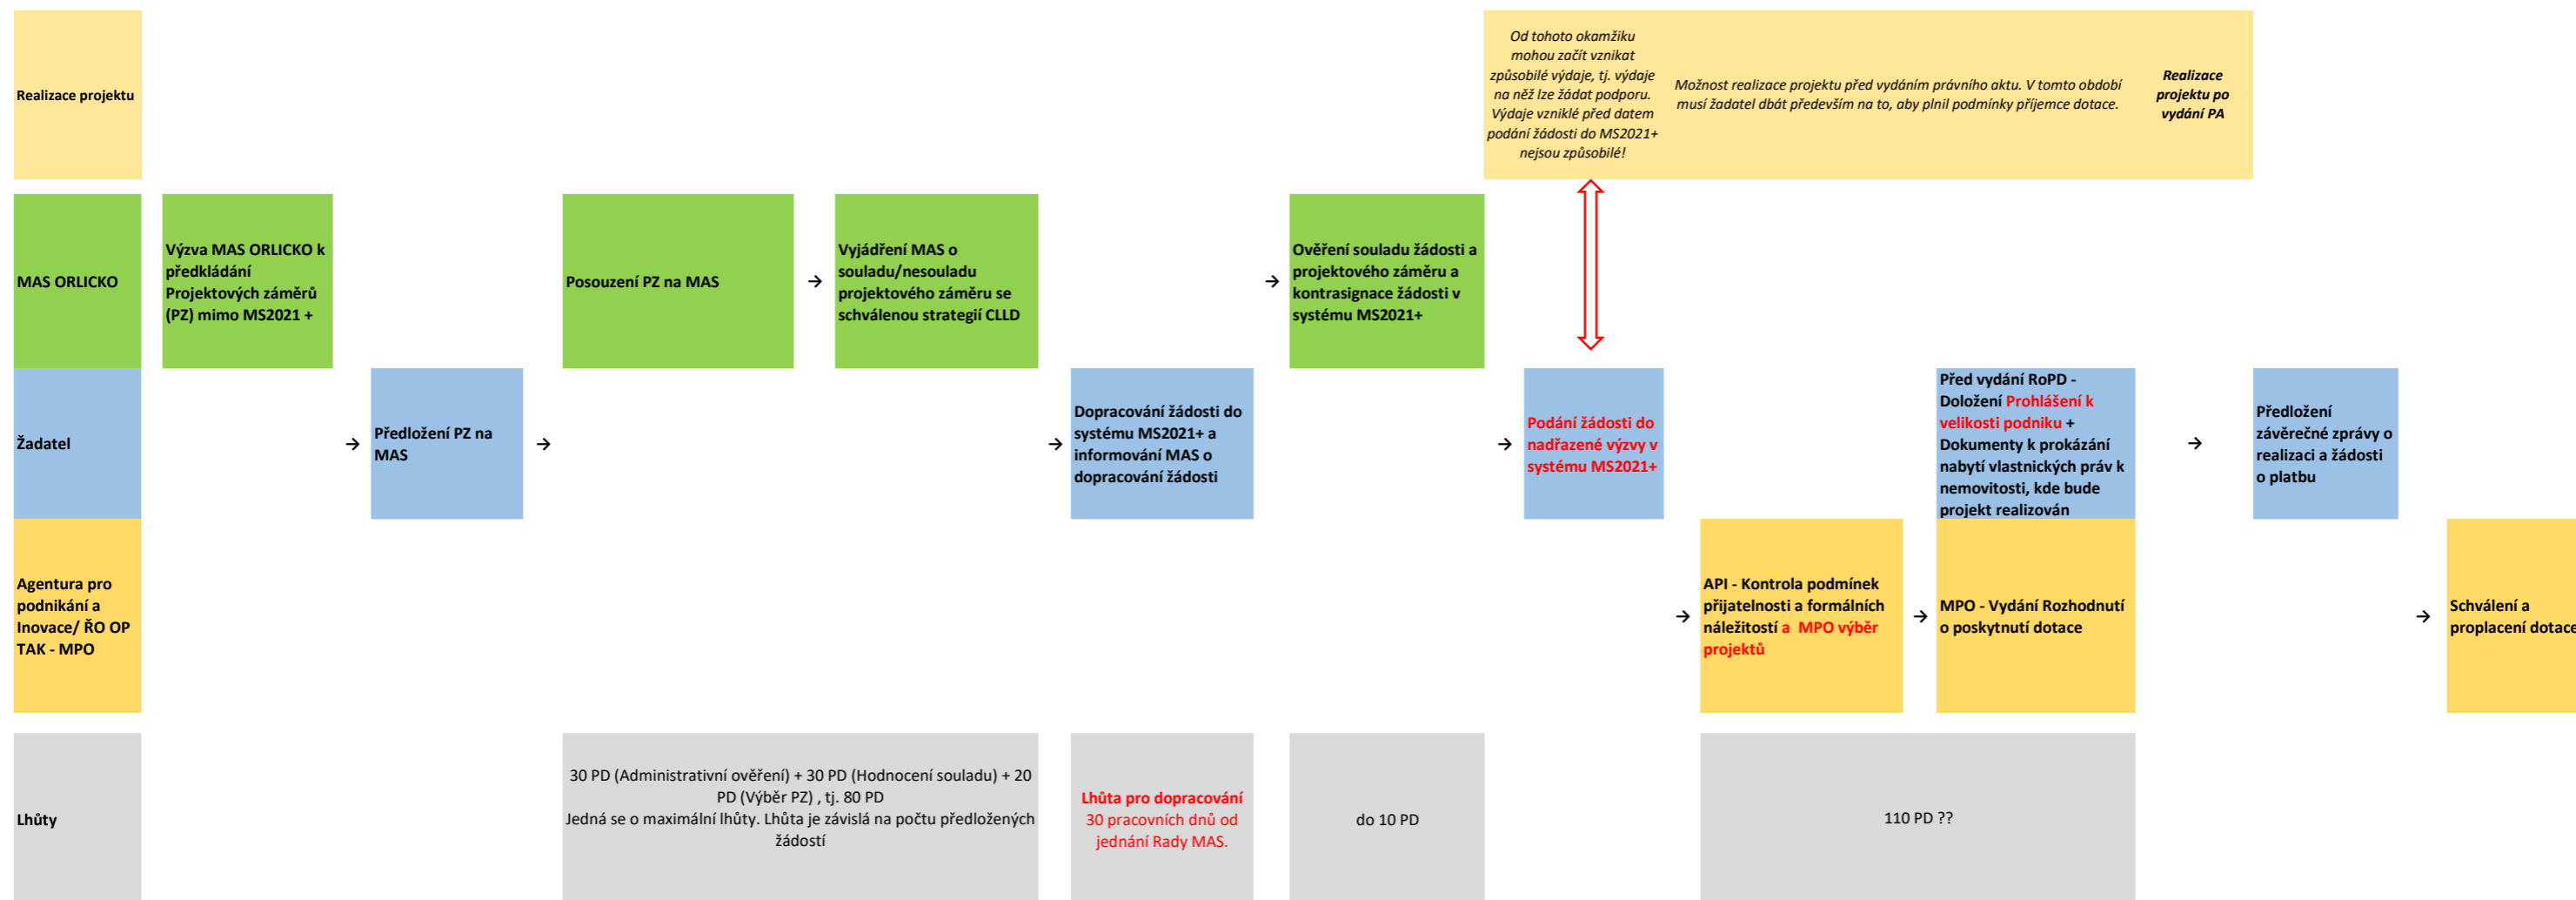 Realizace projektu
Od tohoto okamžiku
mohou začít vznikat
způsobilé výdaje, tj. výdaje
na něž lze žádat podporu.
Výdaje vzniklé před datem
podání žádosti do MS2021+
nejsou způsobilé!
Možnost realizace projektu před vydáním právního aktu. V tomto období
musí žadatel dbát především na to, aby plnil podmínky příjemce dotace.
Realizace
projektu po
vydání PA
MAS ORLICKO
Výzva MAS ORLICKO k
předkládání
Projektových záměrů
(PZ) mimo MS2021 +
Posouzení PZ na MAS
→
Vyjádření MAS o
souladu/nesouladu
projektového záměru se
schválenou strategií CLLD
→
Ověření souladu žádosti a
projektového záměru a
kontrasignace žádosti v
systému MS2021+
Žadatel
→
Předložení PZ na
MAS
→
→
Dopracování žádosti do
systému MS2021+ a
informování MAS o
dopracování žádosti
→
Podání žádosti do
nadřazené výzvy v
systému MS2021+
Před vydání RoPD -
Doložení Prohlášení k
velikosti podniku +
Dokumenty k prokázání
nabytí vlastnických práv k
nemovitosti, kde bude
projekt realizován
→
Předložení
závěrečné zprávy o
realizaci a žádosti
o platbu
Agentura pro
podnikání a
Inovace/ ŘO OP
TAK - MPO
→
API - Kontrola podmínek
přijatelnosti a formálních
náležitostí a  MPO výběr
projektů
→
MPO - Vydání Rozhodnutí
o poskytnutí dotace
→
Schválení a
proplacení dotace
Lhůty
30 PD (Administrativní ověření) + 30 PD (Hodnocení souladu) + 20
PD (Výběr PZ) , tj. 80 PD
Jedná se o maximální lhůty. Lhůta je závislá na počtu předložených
žádostí
Lhůta pro dopracování
30 pracovních dnů od
jednání Rady MAS.
do 10 PD
110 PD ??